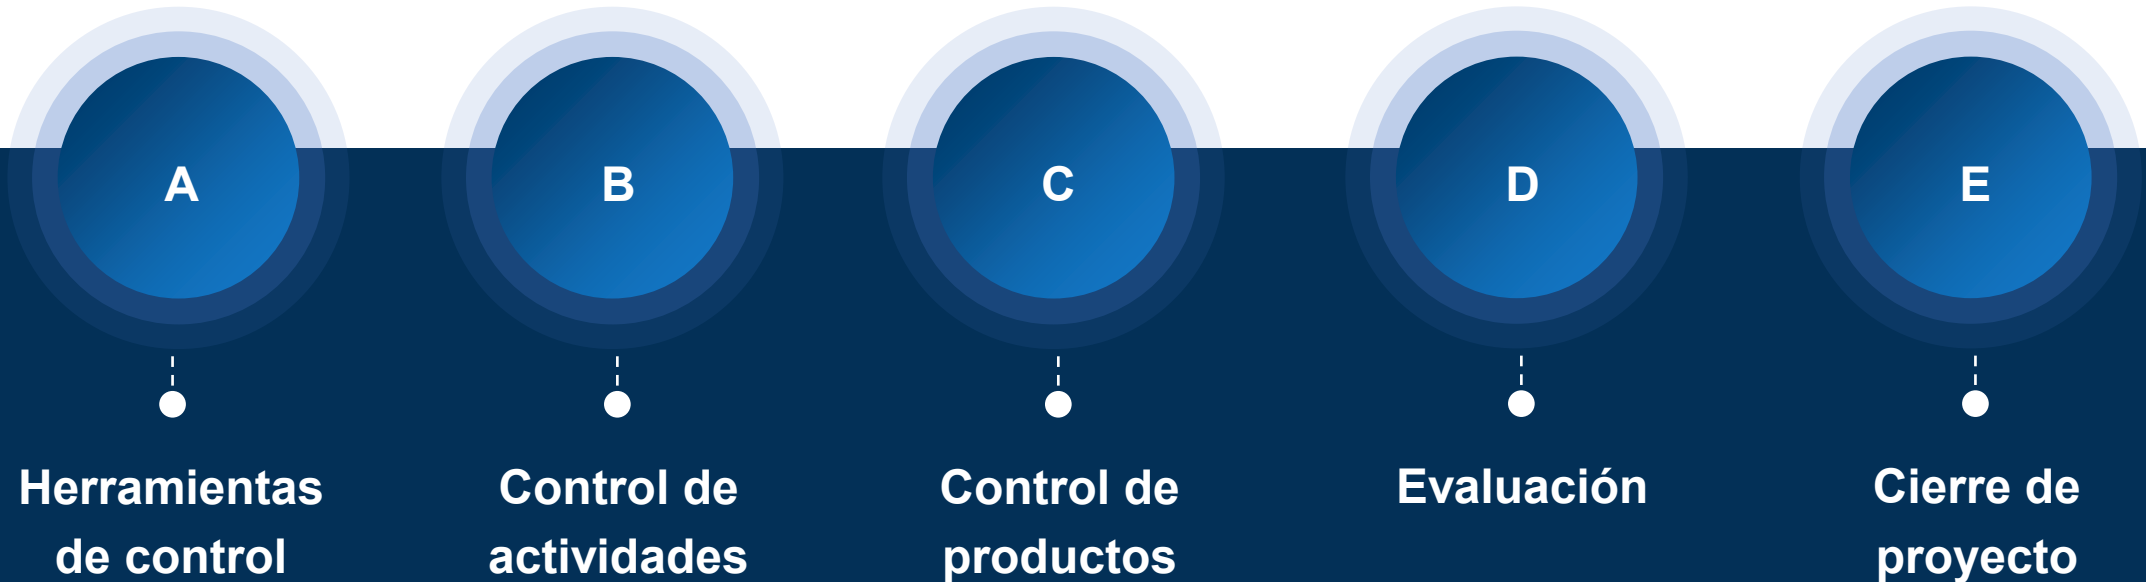 A
B
C
D
E
Herramientas
de control
Control de
actividades
Control de
productos
Evaluación
Cierre de
proyecto